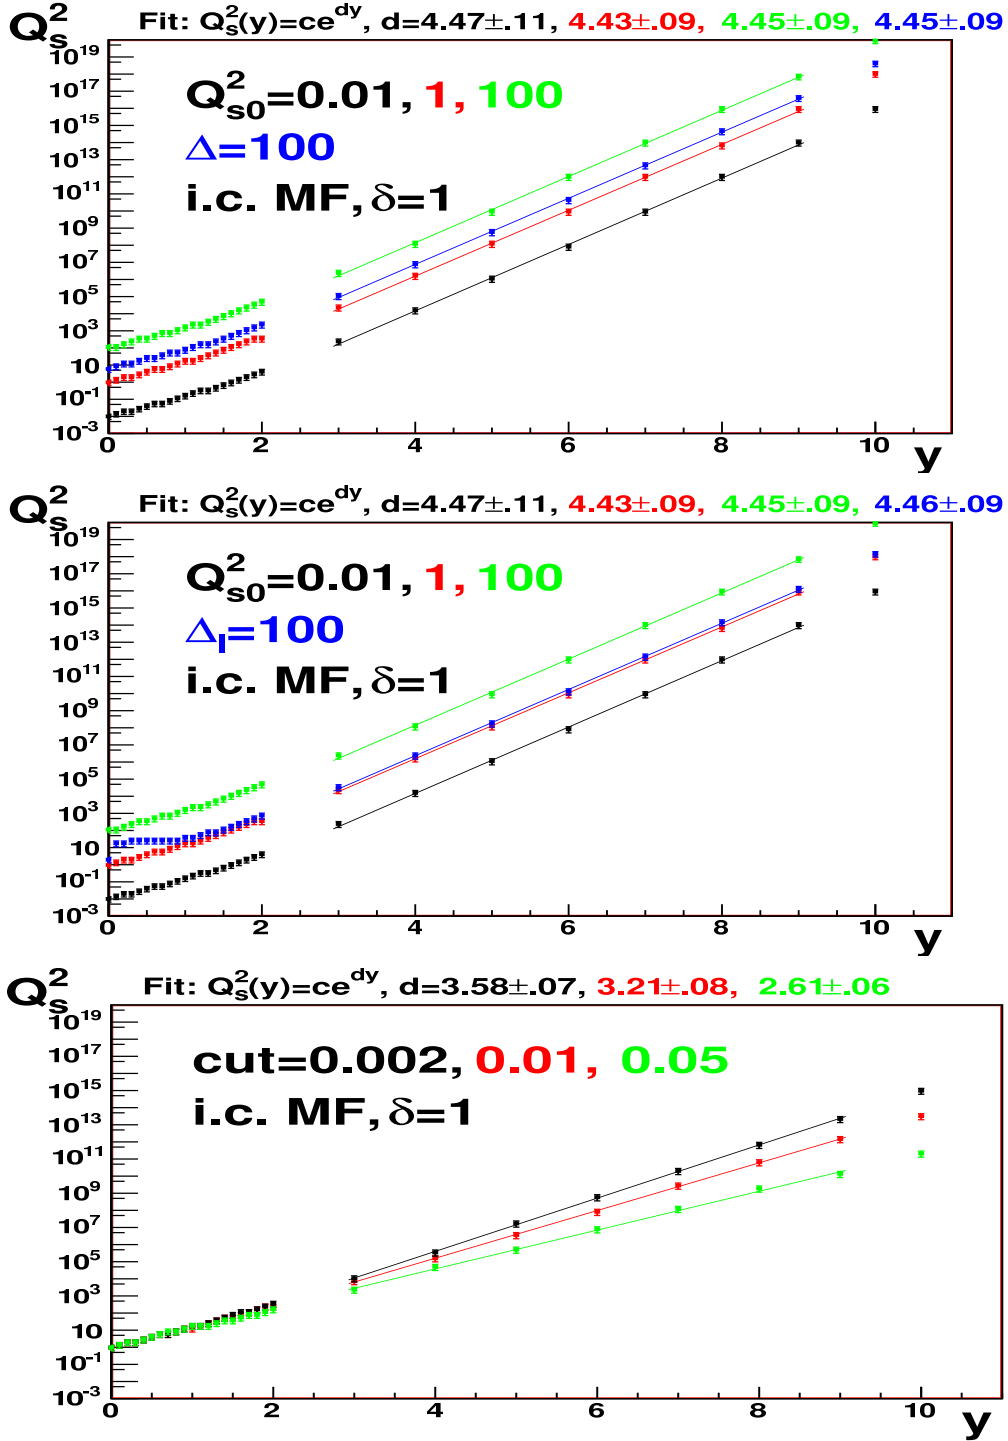 Q_s^2 Fit: Q_s^2(y)=ce^{dy}, d=4.47±.11, 4.43±.09, 4.45±.09, 4.45±.09
10^19
10^17
10^15
10^13
10^11
10^9
10^7
10^5
10^3
10
10^-1
10^-3
Q_{s0}^2=0.01, 1, 100
Δ=100
i.c. MF, δ=1
0 2 4 6 8 10
y
Q_s^2 Fit: Q_s^2(y)=ce^{dy}, d=4.47±.11, 4.43±.09, 4.45±.09, 4.46±.09
10^19
10^17
10^15
10^13
10^11
10^9
10^7
10^5
10^3
10
10^-1
10^-3
Q_{s0}^2=0.01, 1, 100
Δ_l=100
i.c. MF, δ=1
0 2 4 6 8 10
y
Q_s^2 Fit: Q_s^2(y)=ce^{dy}, d=3.58±.07, 3.21±.08, 2.61±.06
10^19
10^17
10^15
10^13
10^11
10^9
10^7
10^5
10^3
10
10^-1
10^-3
cut=0.002, 0.01, 0.05
i.c. MF, δ=1
0 2 4 6 8 10
y